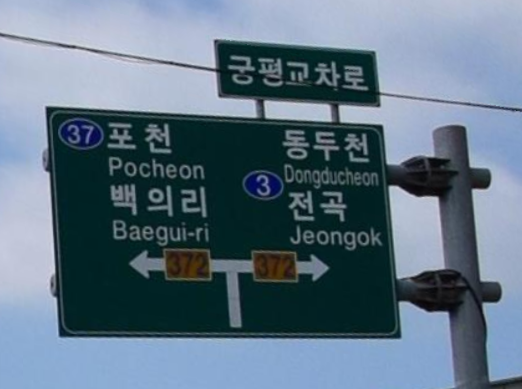 궁평교차로
37 포천
Pocheon
백의리
Baegui-ri
동두천
3 Dongducheon
전곡
Jeongok
372 372